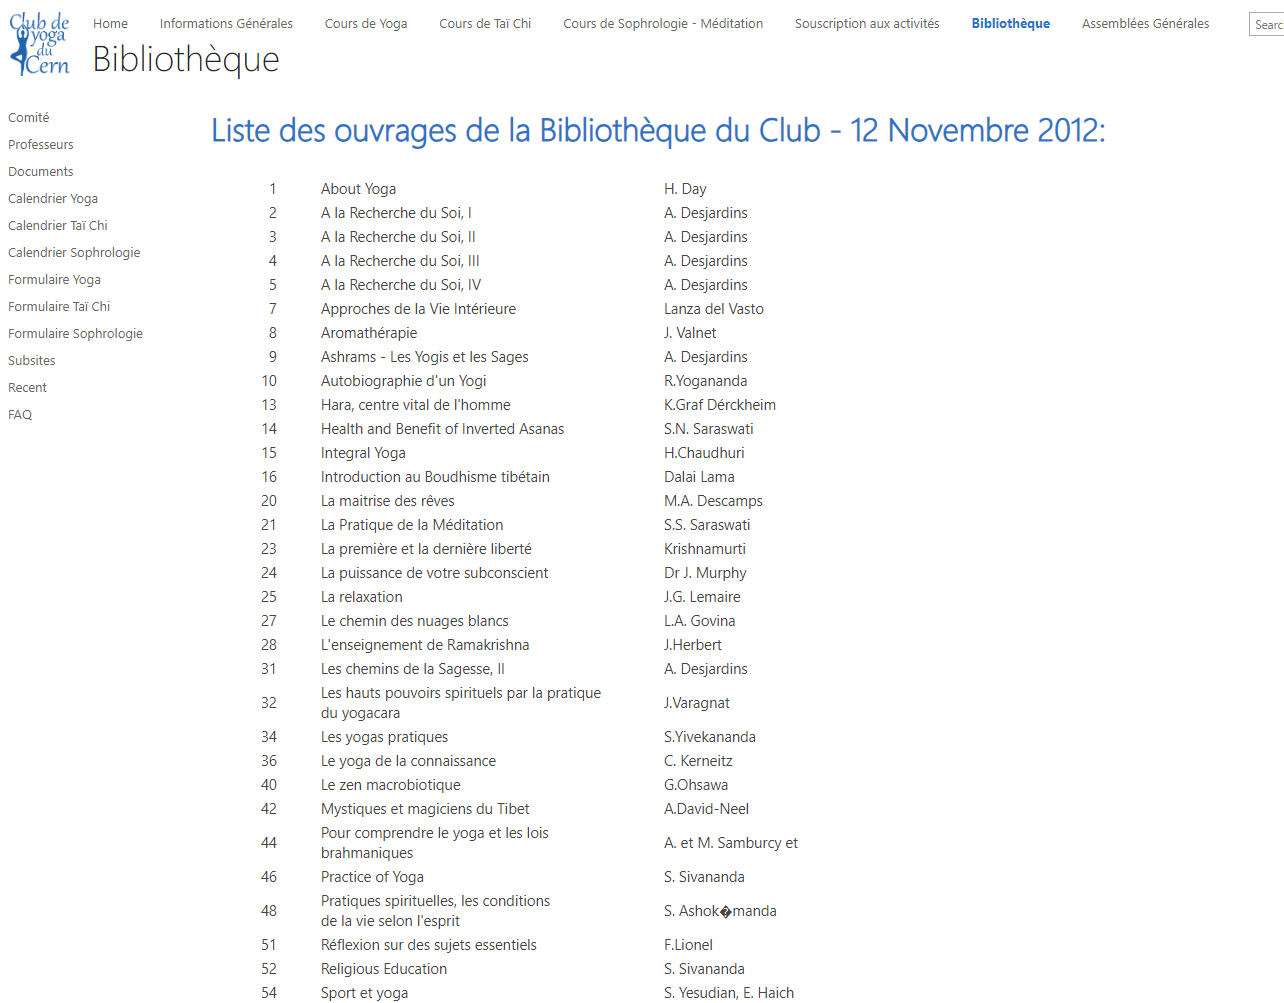 Club de yoga du Cern
Home Informations Générales Cours de Yoga Cours de Taï Chi Cours de Sophrologie - Méditation Souscription aux activités Bibliothèque Assemblées Générales Searc
Bibliothèque
Comité
Professeurs
Documents
Calendrier Yoga
Calendrier Taï Chi
Calendrier Sophrologie
Formulaire Yoga
Formulaire Taï Chi
Formulaire Sophrologie
Subsites
Recent
FAQ
Liste des ouvrages de la Bibliothèque du Club - 12 Novembre 2012:
1 About Yoga H. Day
2 A la Recherche du Soi, I A. Desjardins
3 A la Recherche du Soi, II A. Desjardins
4 A la Recherche du Soi, III A. Desjardins
5 A la Recherche du Soi, IV A. Desjardins
7 Approches de la Vie Intérieure Lanza del Vasto
8 Aromathérapie J. Valnet
9 Ashrams - Les Yogis et les Sages A. Desjardins
10 Autobiographie d'un Yogi R.Yogananda
13 Hara, centre vital de l'homme K.Graf Dérckheim
14 Health and Benefit of Inverted Asanas S.N. Saraswati
15 Integral Yoga H.Chaudhuri
16 Introduction au Boudhisme tibétain Dalai Lama
20 La maitrise des rêves M.A. Descamps
21 La Pratique de la Méditation S.S. Saraswati
23 La première et la dernière liberté Krishnamurti
24 La puissance de votre subconscient Dr J. Murphy
25 La relaxation J.G. Lemaire
27 Le chemin des nuages blancs L.A. Govina
28 L'enseignement de Ramakrishna J.Herbert
31 Les chemins de la Sagesse, II A. Desjardins
32 Les hauts pouvoirs spirituels par la pratique
du yogacara J.Varagnat
34 Les yogas pratiques S.Yivekananda
36 Le yoga de la connaissance C. Kerneitz
40 Le zen macrobiotique G.Ohsawa
42 Mystiques et magiciens du Tibet A.David-Neel
44 Pour comprendre le yoga et les lois
brahmaniques A. et M. Samburcy et
46 Practice of Yoga S. Sivananda
48 Pratiques spirituelles, les conditions
de la vie selon l'esprit S. Ashok�manda
51 Réflexion sur des sujets essentiels F.Lionel
52 Religious Education S. Sivananda
54 Sport et yoga S. Yesudian, E. Haich